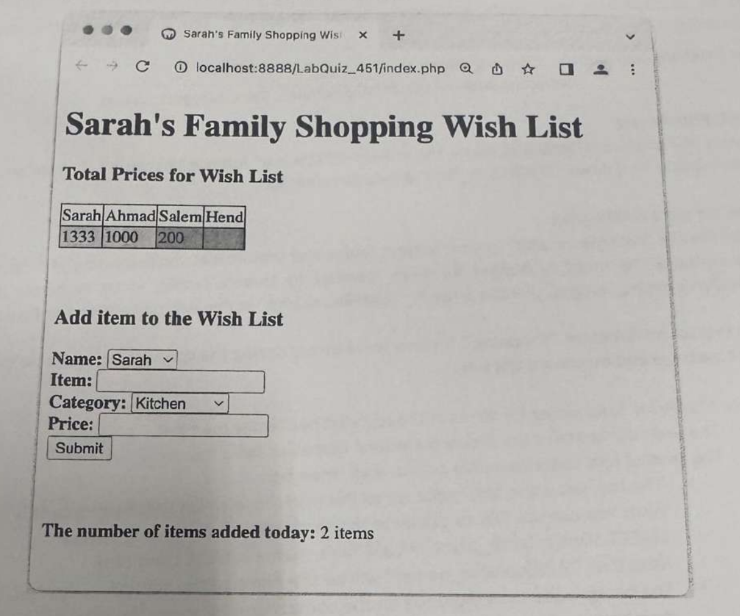 Sarah's Family Shopping Wis
localhost:8888/LabQuiz_451/index.php
Sarah's Family Shopping Wish List
Total Prices for Wish List
Sarah Ahmad Salem Hend
1333 1000 200
Add item to the Wish List
Name: Sarah
Item:
Category: Kitchen
Price:
Submit
The number of items added today: 2 items